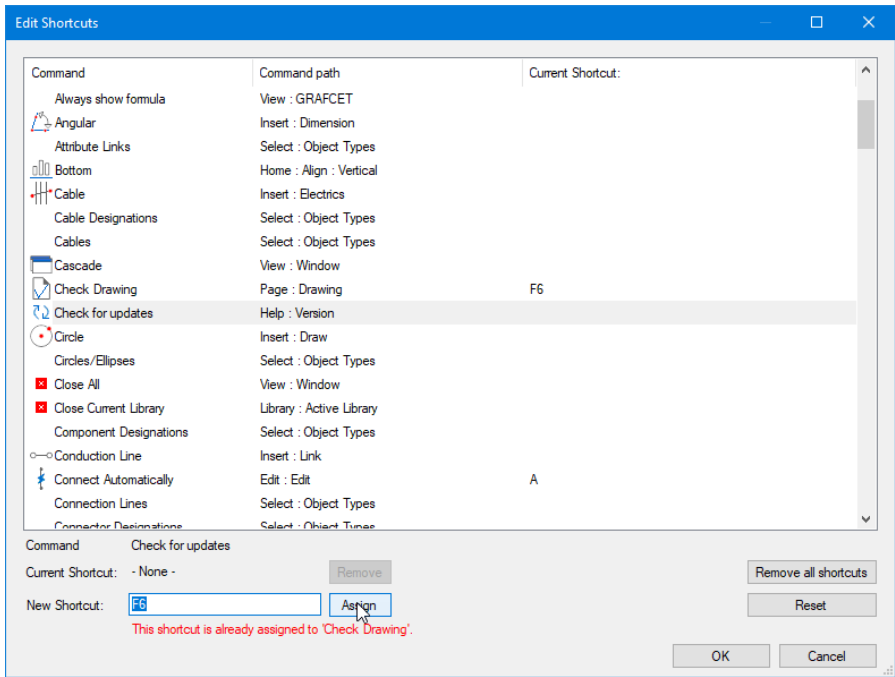 Edit Shortcuts
Command Command path Current Shortcut:
Always show formula View : GRAFCET
Angular Insert : Dimension
Attribute Links Select : Object Types
Bottom Home : Align : Vertical
Cable Insert : Electrics
Cable Designations Select : Object Types
Cables Select : Object Types
Cascade View : Window
Check Drawing Page : Drawing F6
Check for updates Help : Version
Circle Insert : Draw
Circles/Ellipses Select : Object Types
Close All View : Window
Close Current Library Library : Active Library
Component Designations Select : Object Types
Conduction Line Insert : Link
Connect Automatically Edit : Edit A
Connection Lines Select : Object Types
Connector Designations Select : Object Types
Command Check for updates
Current Shortcut: - None - Remove Remove all shortcuts
New Shortcut: F6 Assign Reset
This shortcut is already assigned to 'Check Drawing'.
OK Cancel